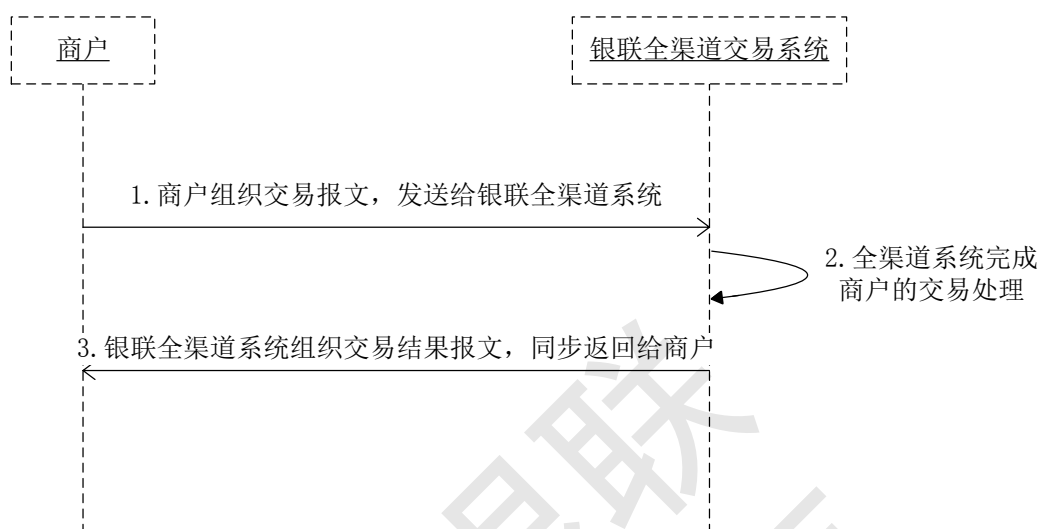 商户
银联全渠道交易系统
1.商户组织交易报文，发送给银联全渠道系统
2.全渠道系统完成
商户的交易处理
3.银联全渠道系统组织交易结果报文，同步返回给商户
银联